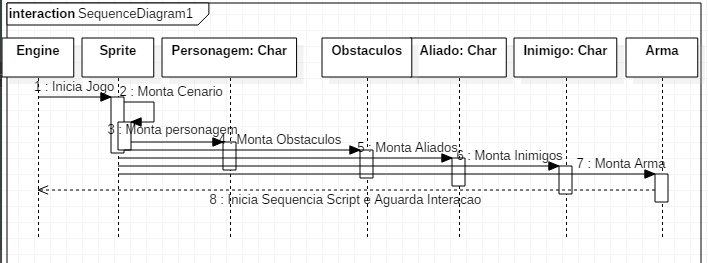 interaction SequenceDiagram1
Engine
Sprite
Personagem: Char
Obstaculos
Aliado: Char
Inimigo: Char
Arma
1 : Inicia Jogo
2 : Monta Cenario
3 : Monta personagem
4 : Monta Obstaculos
5 : Monta Aliados
6 : Monta Inimigos
7 : Monta Arma
8 : Inicia Sequencia Script e Aguarda Interacao